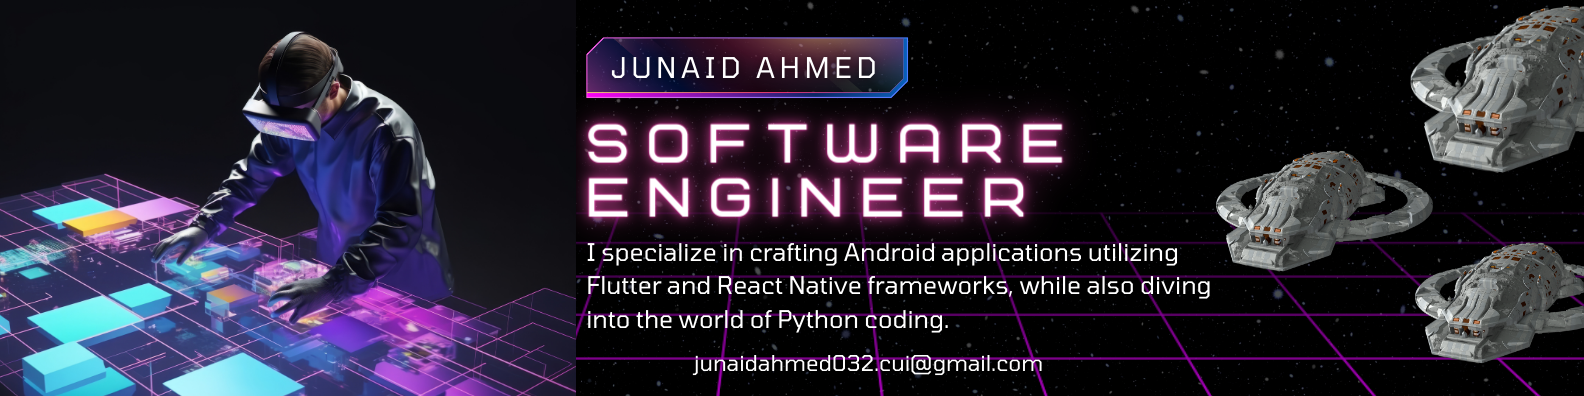 JUNAID AHMED
SOFTWARE
ENGINEER
I specialize in crafting Android applications utilizing
Flutter and React Native frameworks, while also diving
into the world of Python coding.
junaidahmed032.cui@gmail.com